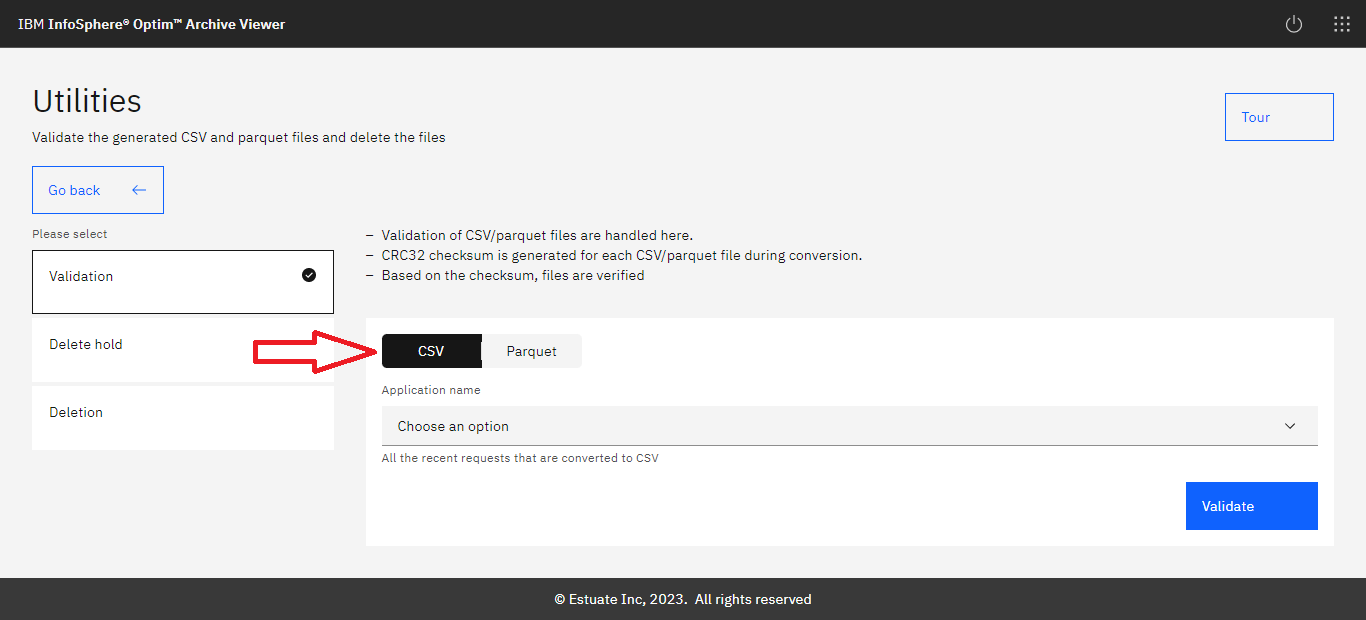 IBM InfoSphere® Optim™ Archive Viewer
Utilities
Validate the generated CSV and parquet files and delete the files
Tour
Go back
Please select
Validation
Delete hold
Deletion
– Validation of CSV/parquet files are handled here.
– CRC32 checksum is generated for each CSV/parquet file during conversion.
– Based on the checksum, files are verified
CSV Parquet
Application name
Choose an option
All the recent requests that are converted to CSV
Validate
© Estuate Inc, 2023. All rights reserved